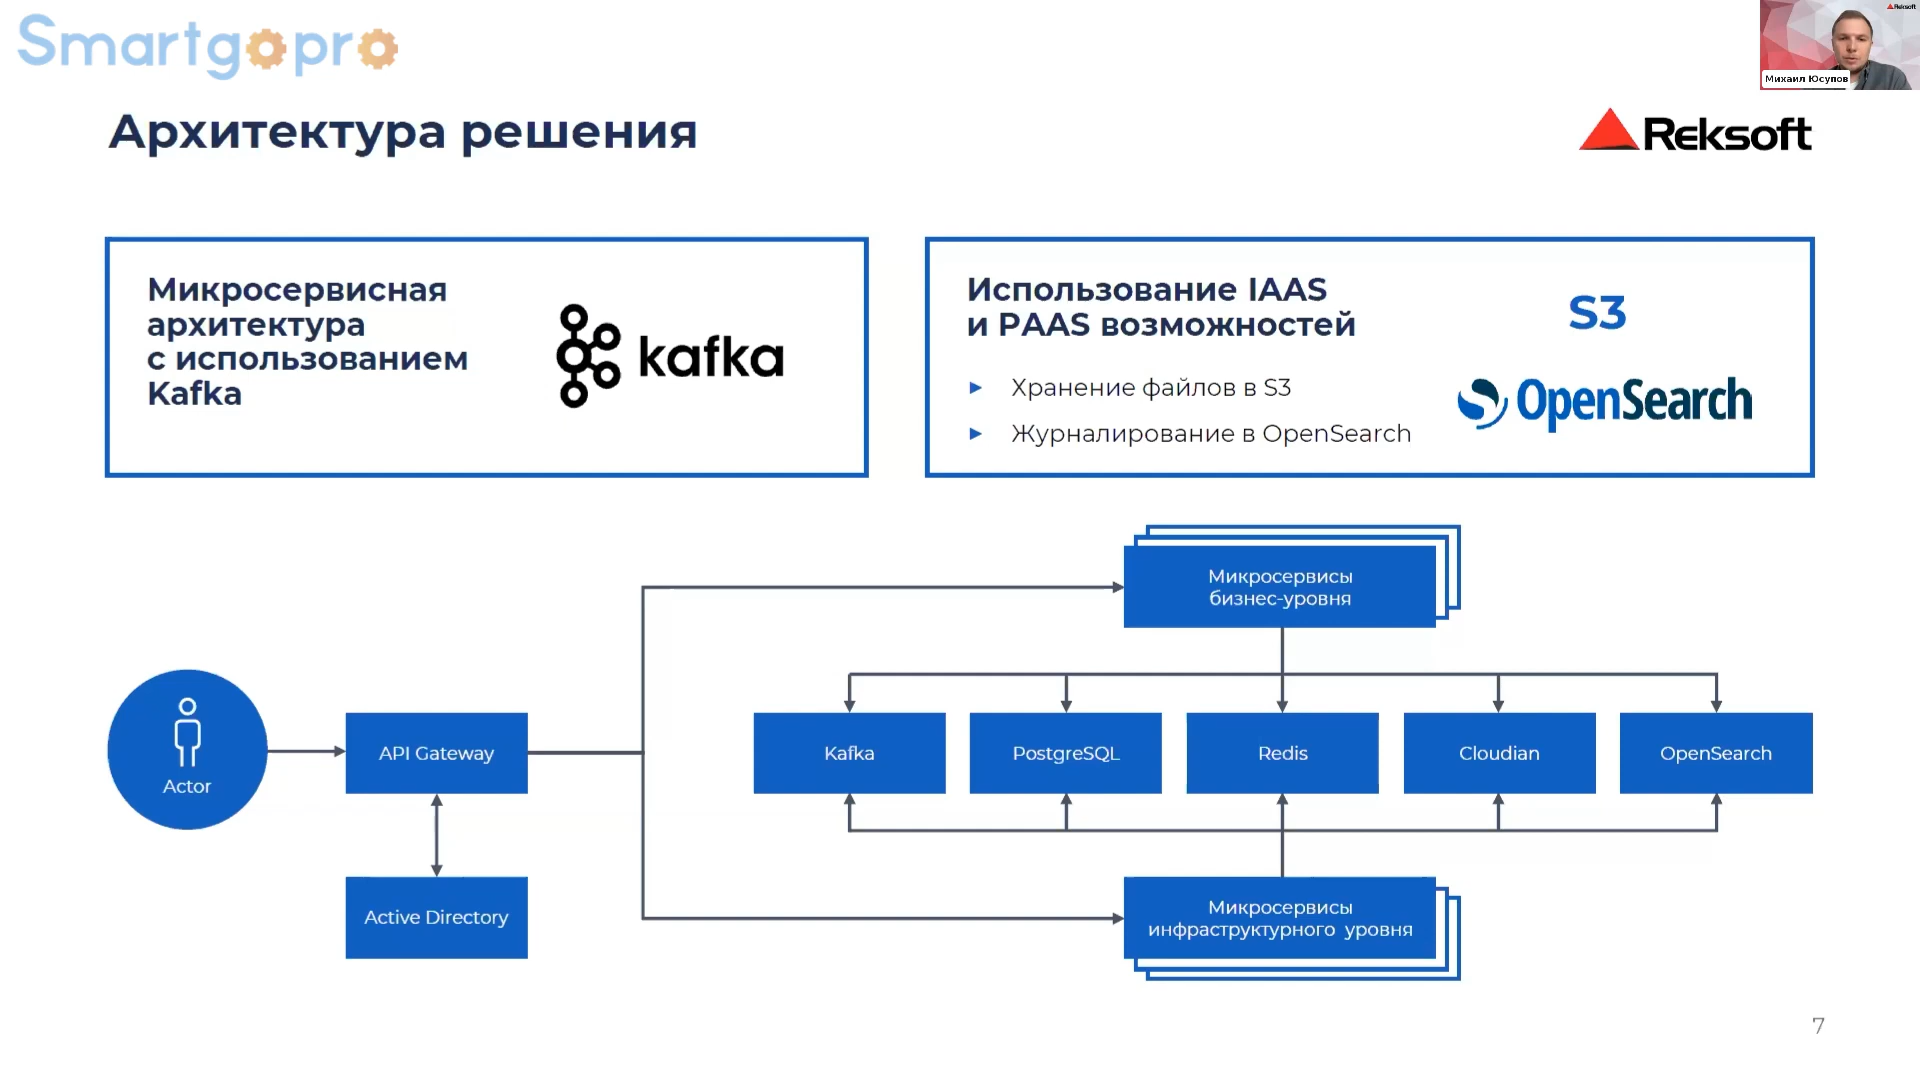 Smartgopro
Reksoft
Михаил Юсупов
Архитектура решения
Reksoft
Микросервисная
архитектура
с использованием
Kafka
kafka
Использование IAAS
и PAAS возможностей
Хранение файлов в S3
Журналирование в OpenSearch
S3
OpenSearch
Микросервисы
бизнес-уровня
Actor
API Gateway
Kafka
PostgreSQL
Redis
Cloudian
OpenSearch
Active Directory
Микросервисы
инфраструктурного уровня
7